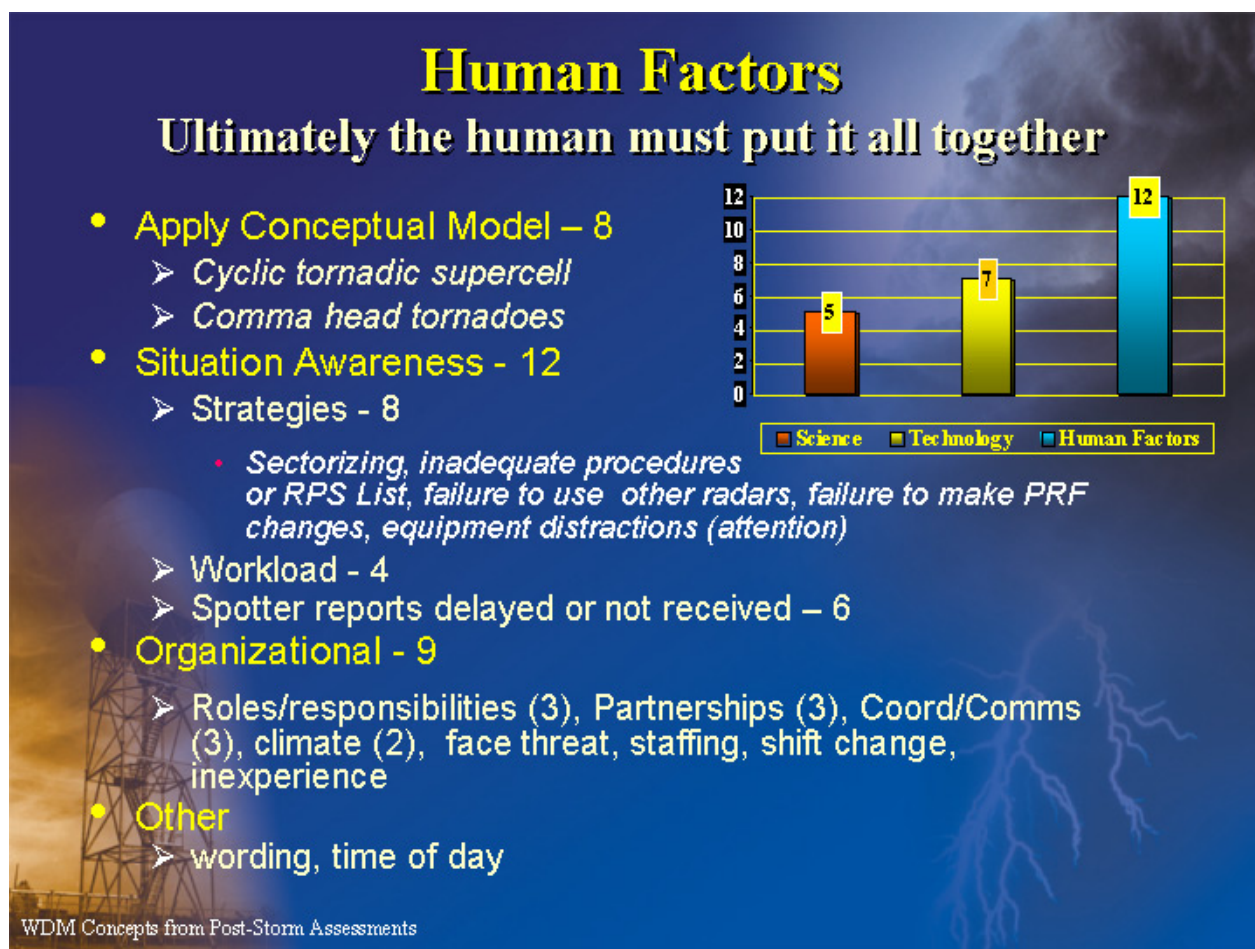 Human Factors
Ultimately the human must put it all together
• Apply Conceptual Model – 8
➢ Cyclic tornadic supercell
➢ Comma head tornadoes
• Situation Awareness - 12
➢ Strategies - 8
• Sectorizing, inadequate procedures
or RPS List, failure to use other radars, failure to make PRF
changes, equipment distractions (attention)
➢ Workload - 4
➢ Spotter reports delayed or not received – 6
• Organizational - 9
➢ Roles/responsibilities (3), Partnerships (3), Coord/Comms
(3), climate (2), face threat, staffing, shift change,
inexperience
• Other
➢ wording, time of day
12
10
8
6
4
2
0
5
7
12
Science Technology Human Factors
WDM Concepts from Post-Storm Assessments